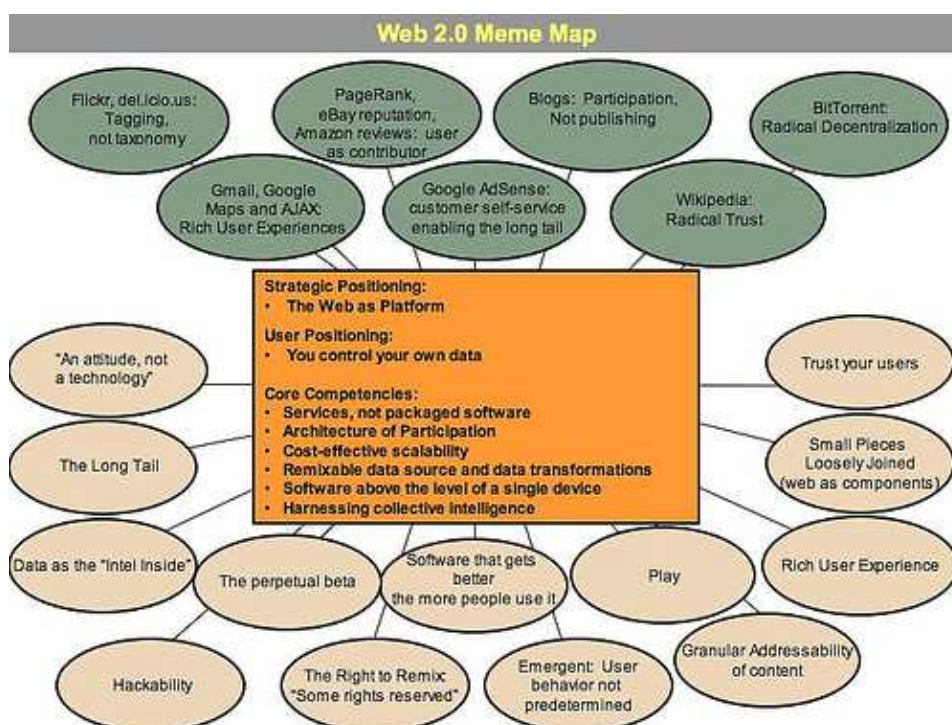 Web 2.0 Meme Map
Flickr, del.icio.us:
Tagging,
not taxonomy
PageRank,
eBay reputation,
Amazon reviews: user
as contributor
Blogs: Participation,
Not publishing
BitTorrent:
Radical Decentralization
Gmail, Google
Maps and AJAX:
Rich User Experiences
Google AdSense:
customer self-service
enabling the long tail
Wikipedia:
Radical Trust
Strategic Positioning:
• The Web as Platform
User Positioning:
• You control your own data
Core Competencies:
• Services, not packaged software
• Architecture of Participation
• Cost-effective scalability
• Remixable data source and data transformations
• Software above the level of a single device
• Harnessing collective intelligence
"An attitude, not
a technology"
Trust your users
The Long Tail
Small Pieces
Loosely Joined
(web as components)
Data as the "Intel Inside"
The perpetual beta
Software that gets
better
the more people use it
Play
Rich User Experience
Hackability
The Right to Remix:
"Some rights reserved"
Emergent: User
behavior not
predetermined
Granular Addressability
of content